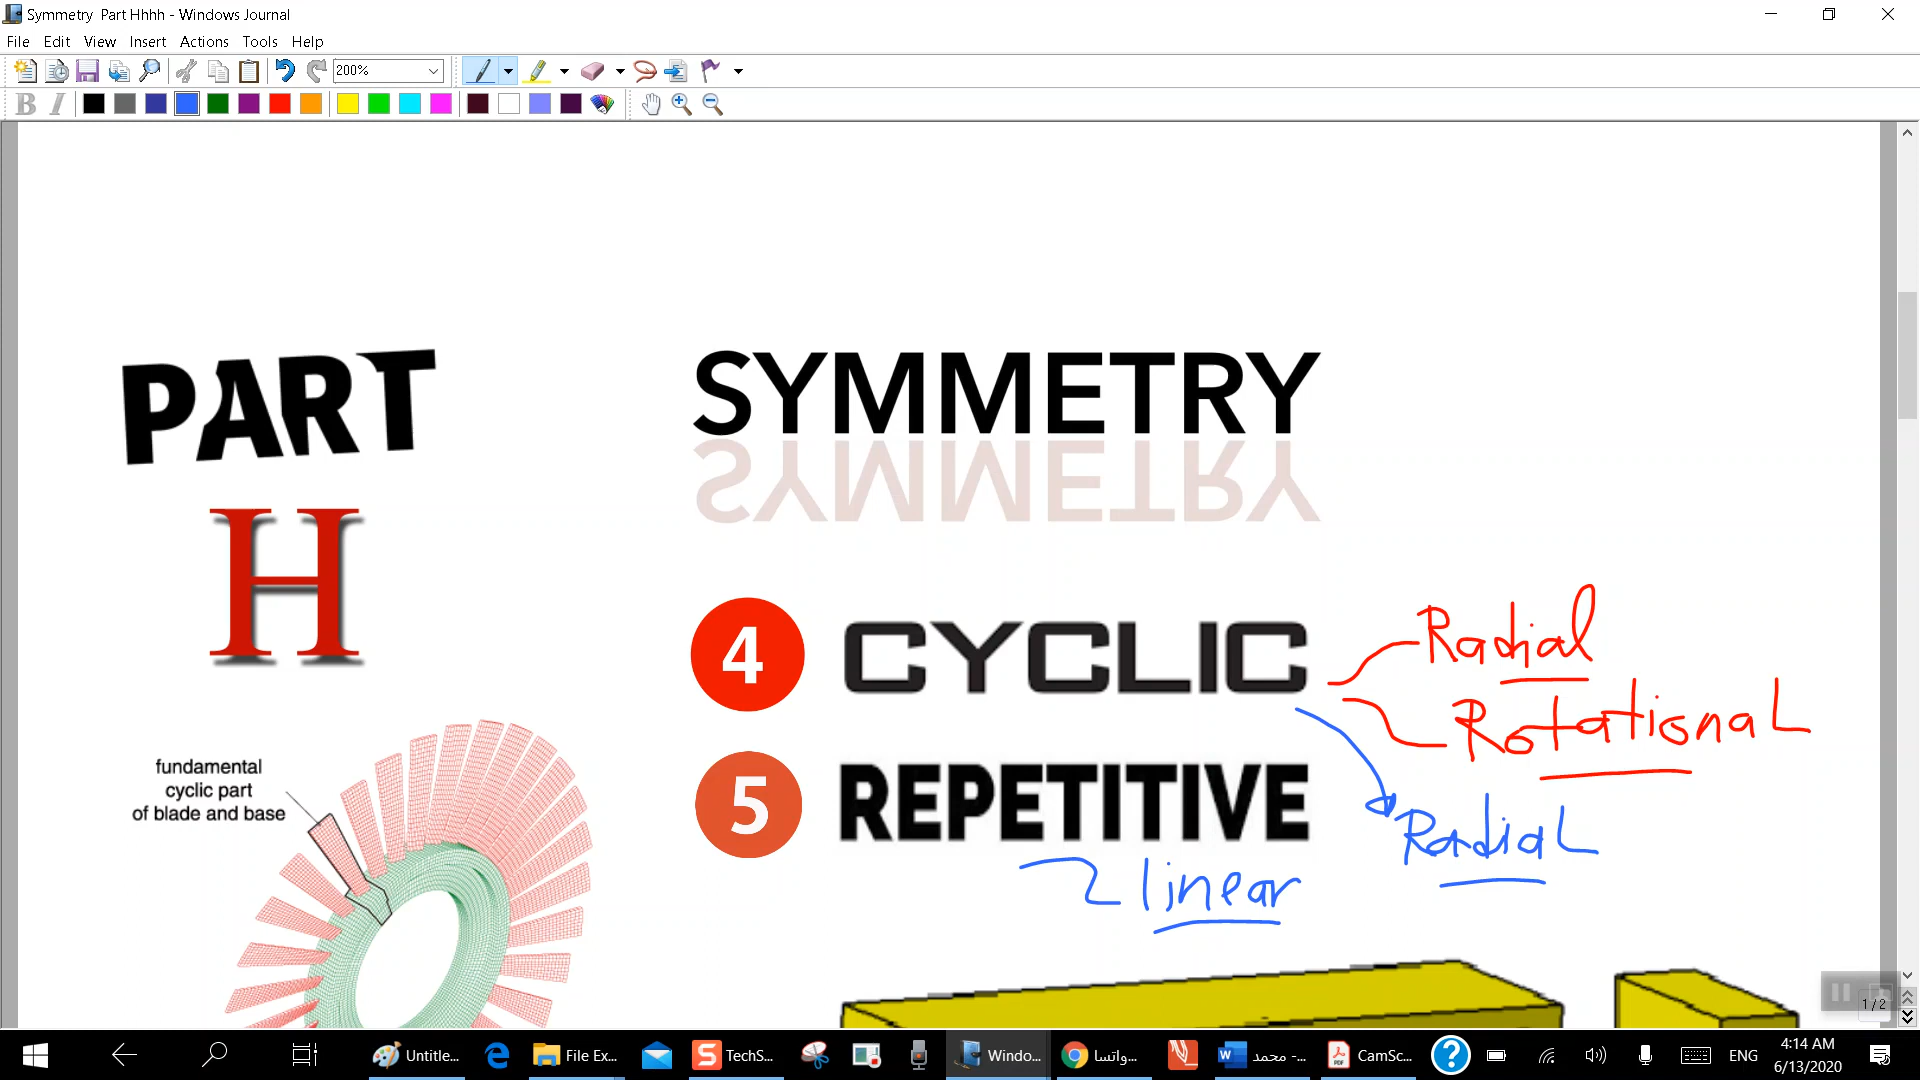 Symmetry Part Hhhh - Windows Journal
File Edit View Insert Actions Tools Help
200%
B I
PART
SYMMETRY
SYMMETRY
H
4 CYCLIC
Radial
Rotational
fundamental
cyclic part
of blade and base
5 REPETITIVE
Radial
linear
1 / 2
Untitle...
File Ex...
TechS...
Windo...
واتسا...
محمد -...
CamSc...
ENG
4:14 AM
6/13/2020